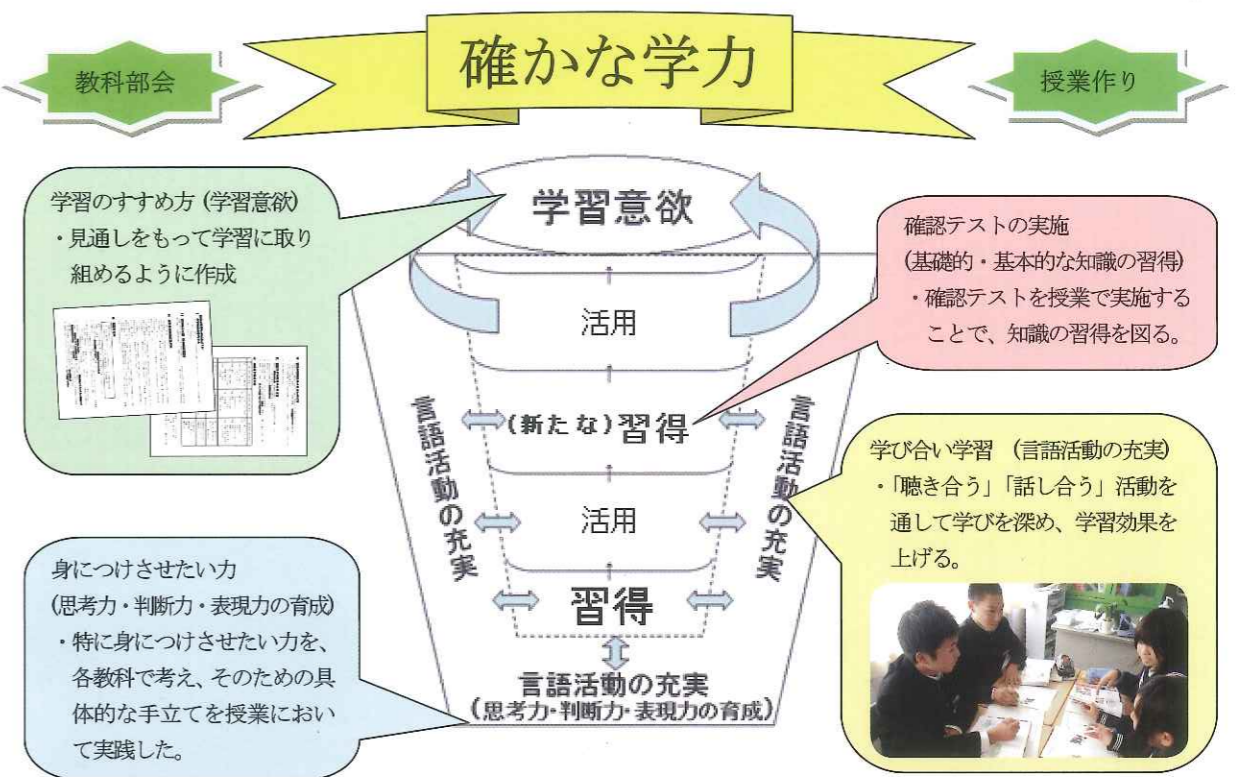 確かな学力
教科部会
授業作り
学習のすすめ方 (学習意欲)
・見通しをもって学習に取り
組めるように作成
学習意欲
活用
(新たな) 習得
活用
習得
言語活動の充実
言語活動の充実
言語活動の充実
(思考力・判断力・表現力の育成)
確認テストの実施
(基礎的・基本的な知識の習得)
・確認テストを授業で実施する
ことで、知識の習得を図る。
学び合い学習 (言語活動の充実)
・「聴き合う」「話し合う」活動を
通して学びを深め、学習効果を
上げる。
身につけさせたい力
(思考力・判断力・表現力の育成)
・特に身につけさせたい力を、
各教科で考え、そのための具
体的な手立てを授業におい
て実践した。